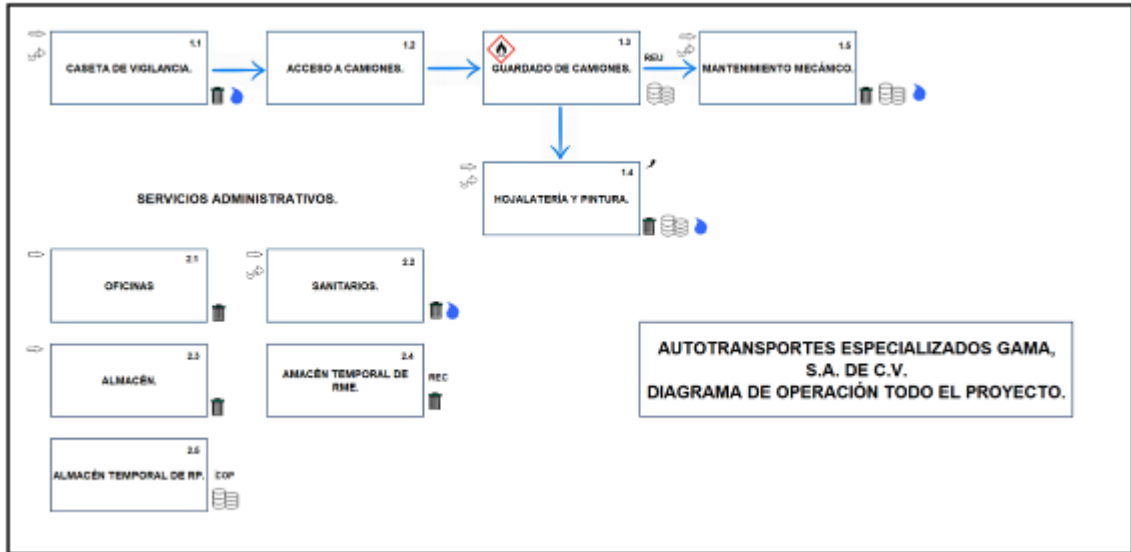 1.1
CASETA DE VIGILANCIA.
1.2
ACCESO A CAMIONES.
1.3
GUARDADO DE CAMIONES.
REU
1.5
MANTENIMIENTO MECÁNICO.
1.4
HOJALATERÍA Y PINTURA.
SERVICIOS ADMINISTRATIVOS.
2.1
OFICINAS
2.2
SANITARIOS.
2.3
ALMACÉN.
2.4
AMACÉN TEMPORAL DE
RME.
REC
AUTOTRANSPORTES ESPECIALIZADOS GAMA,
S.A. DE C.V.
DIAGRAMA DE OPERACIÓN TODO EL PROYECTO.
2.5
ALMACÉN TEMPORAL DE RP.
COP